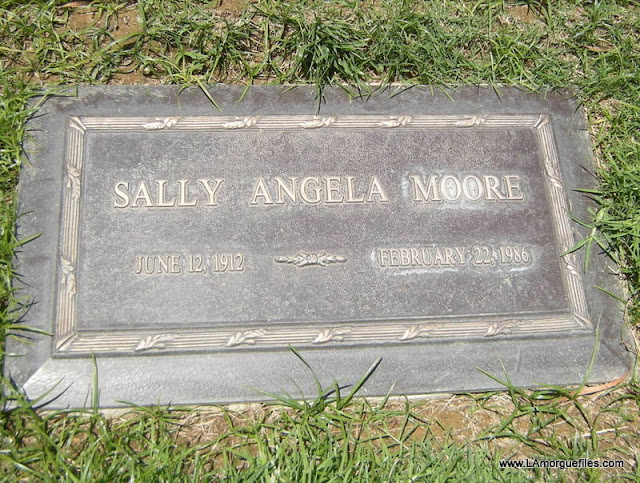 SALLY ANGELA MOORE
JUNE 12, 1912 FEBRUARY 22, 1986
www.LAmorguefiles.com